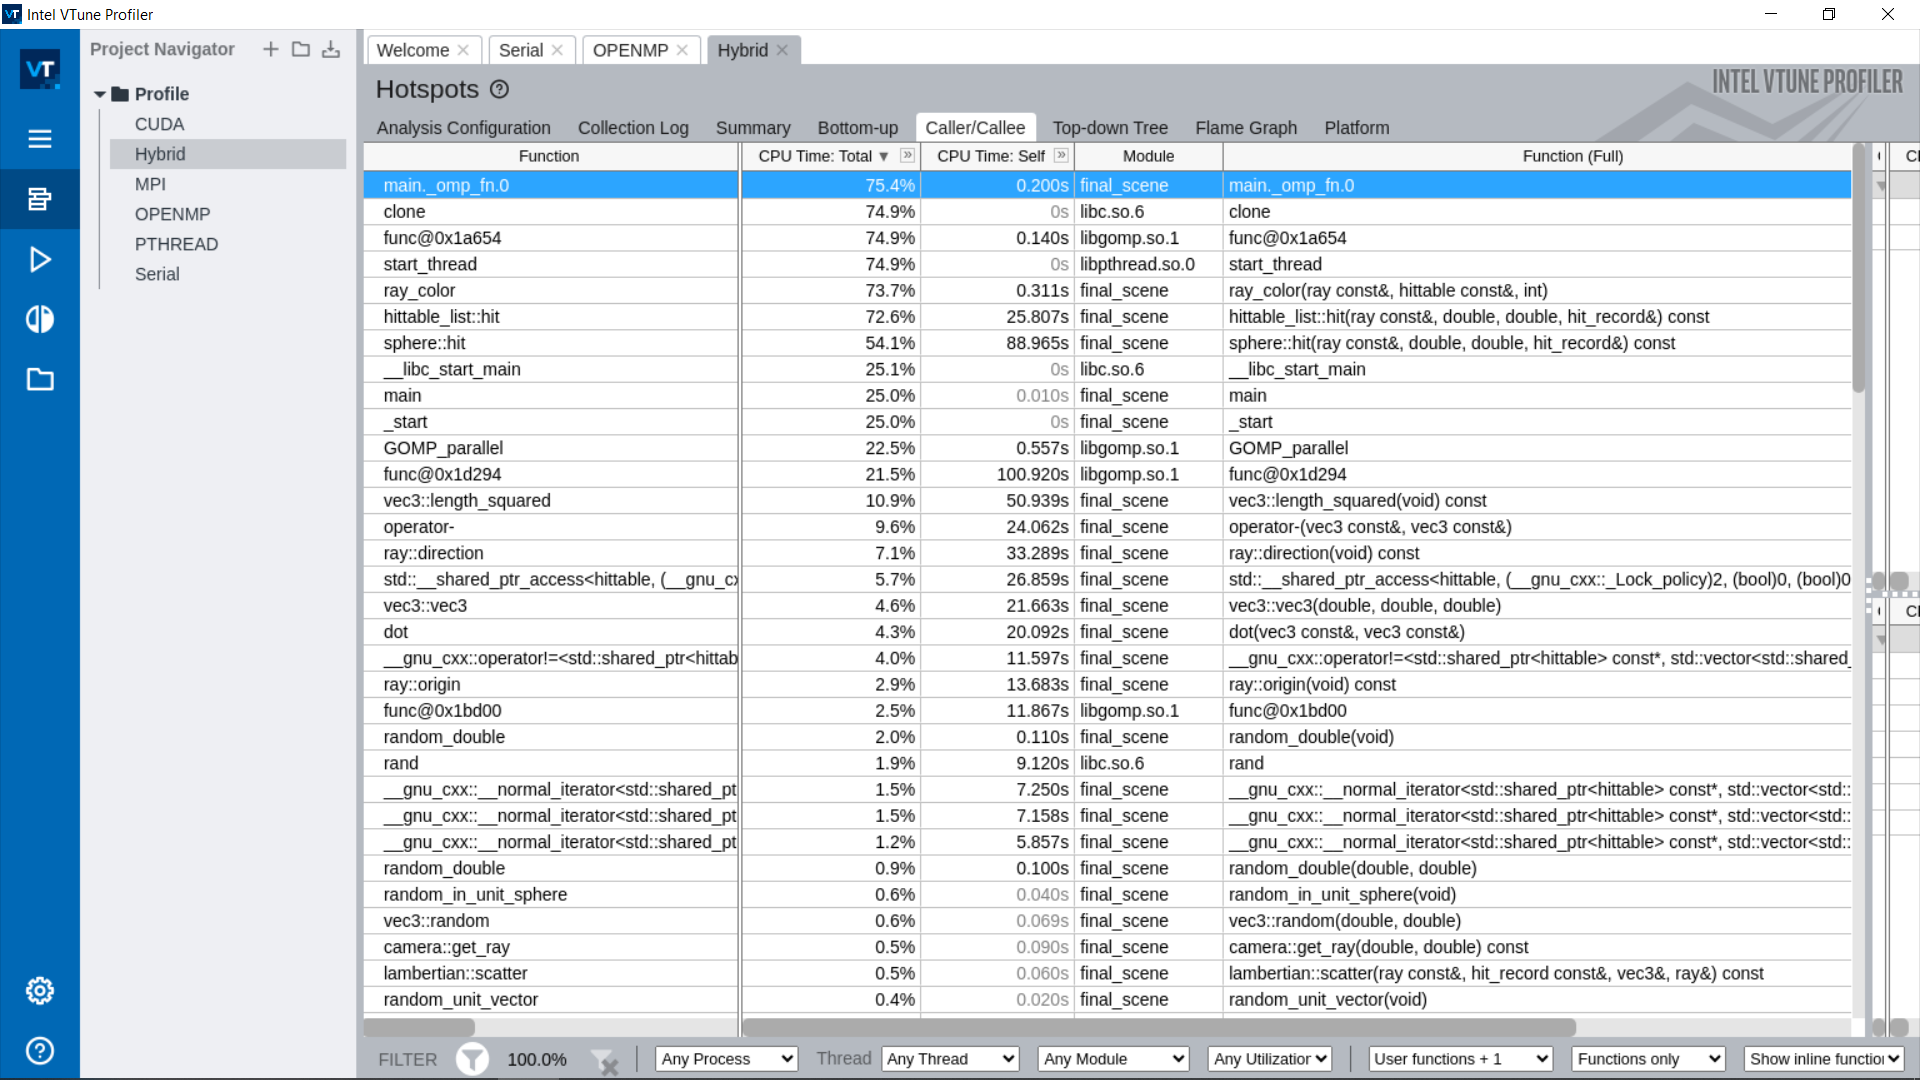 Intel VTune Profiler
VT
Project Navigator
Profile
CUDA
Hybrid
MPI
OPENMP
PTHREAD
Serial
Welcome Serial OPENMP Hybrid
Hotspots
INTEL VTUNE PROFILER
Analysis Configuration Collection Log Summary Bottom-up Caller/Callee Top-down Tree Flame Graph Platform
Function CPU Time: Total CPU Time: Self Module Function (Full)
main._omp_fn.0 75.4% 0.200s final_scene main._omp_fn.0
clone 74.9% 0s libc.so.6 clone
func@0x1a654 74.9% 0.140s libgomp.so.1 func@0x1a654
start_thread 74.9% 0s libpthread.so.0 start_thread
ray_color 73.7% 0.311s final_scene ray_color(ray const&, hittable const&, int)
hittable_list::hit 72.6% 25.807s final_scene hittable_list::hit(ray const&, double, double, hit_record&) const
sphere::hit 54.1% 88.965s final_scene sphere::hit(ray const&, double, double, hit_record&) const
__libc_start_main 25.1% 0s libc.so.6 __libc_start_main
main 25.0% 0.010s final_scene main
_start 25.0% 0s final_scene _start
GOMP_parallel 22.5% 0.557s libgomp.so.1 GOMP_parallel
func@0x1d294 21.5% 100.920s libgomp.so.1 func@0x1d294
vec3::length_squared 10.9% 50.939s final_scene vec3::length_squared(void) const
operator- 9.6% 24.062s final_scene operator-(vec3 const&, vec3 const&)
ray::direction 7.1% 33.289s final_scene ray::direction(void) const
std::__shared_ptr_access<hittable, (__gnu_cx 5.7% 26.859s final_scene std::__shared_ptr_access<hittable, (__gnu_cxx::_Lock_policy)2, (bool)0, (bool)0
vec3::vec3 4.6% 21.663s final_scene vec3::vec3(double, double, double)
dot 4.3% 20.092s final_scene dot(vec3 const&, vec3 const&)
__gnu_cxx::operator!=<std::shared_ptr<hittab 4.0% 11.597s final_scene __gnu_cxx::operator!=<std::shared_ptr<hittable> const*, std::vector<std::shared_
ray::origin 2.9% 13.683s final_scene ray::origin(void) const
func@0x1bd00 2.5% 11.867s libgomp.so.1 func@0x1bd00
random_double 2.0% 0.110s final_scene random_double(void)
rand 1.9% 9.120s libc.so.6 rand
__gnu_cxx::__normal_iterator<std::shared_pt 1.5% 7.250s final_scene __gnu_cxx::__normal_iterator<std::shared_ptr<hittable> const*, std::vector<std::
__gnu_cxx::__normal_iterator<std::shared_pt 1.5% 7.158s final_scene __gnu_cxx::__normal_iterator<std::shared_ptr<hittable> const*, std::vector<std::
__gnu_cxx::__normal_iterator<std::shared_pt 1.2% 5.857s final_scene __gnu_cxx::__normal_iterator<std::shared_ptr<hittable> const*, std::vector<std::
random_double 0.9% 0.100s final_scene random_double(double, double)
random_in_unit_sphere 0.6% 0.040s final_scene random_in_unit_sphere(void)
vec3::random 0.6% 0.069s final_scene vec3::random(double, double)
camera::get_ray 0.5% 0.090s final_scene camera::get_ray(double, double) const
lambertian::scatter 0.5% 0.060s final_scene lambertian::scatter(ray const&, hit_record const&, vec3&, ray&) const
random_unit_vector 0.4% 0.020s final_scene random_unit_vector(void)
FILTER 100.0% Any Process Thread Any Thread Any Module Any Utilization User functions + 1 Functions only Show inline function